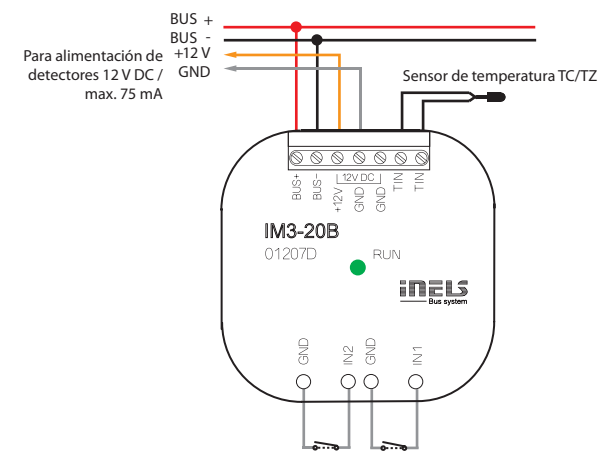 BUS +
BUS -
+12 V
GND
Para alimentación de
detectores 12 V DC /
max. 75 mA
Sensor de temperatura TC/TZ
BUS+
BUS-
+12V
GND
GND
TIN
TIN
12V DC
IM3-20B
01207D
RUN
iNELS
Bus system
GND
IN2
GND
IN1